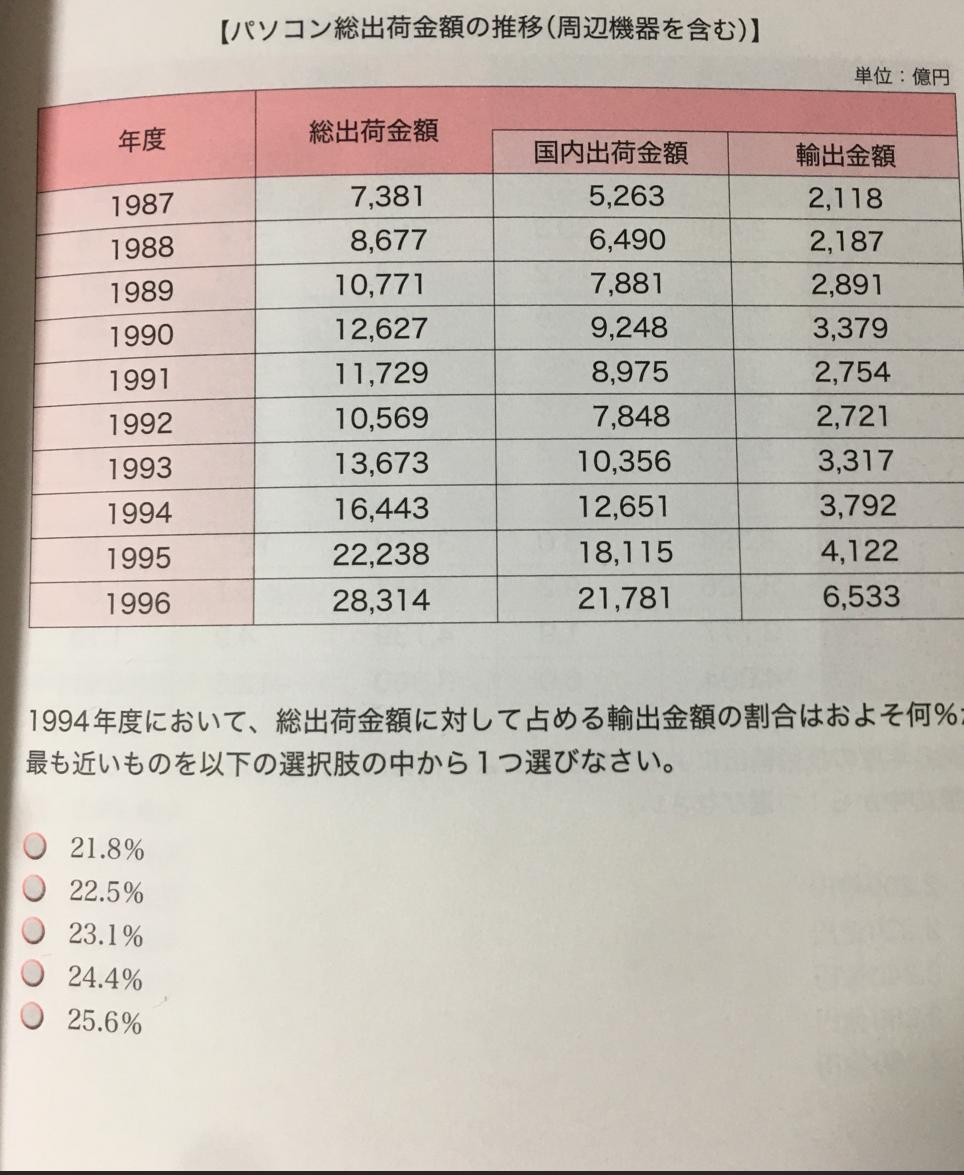 【パソコン総出荷金額の推移(周辺機器を含む)】
単位：億円
年度 総出荷金額 国内出荷金額 輸出金額
1987 7,381 5,263 2,118
1988 8,677 6,490 2,187
1989 10,771 7,881 2,891
1990 12,627 9,248 3,379
1991 11,729 8,975 2,754
1992 10,569 7,848 2,721
1993 13,673 10,356 3,317
1994 16,443 12,651 3,792
1995 22,238 18,115 4,122
1996 28,314 21,781 6,533
1994年度において、総出荷金額に対して占める輸出金額の割合はおよそ何%
最も近いものを以下の選択肢の中から1つ選びなさい。
21.8%
22.5%
23.1%
24.4%
25.6%